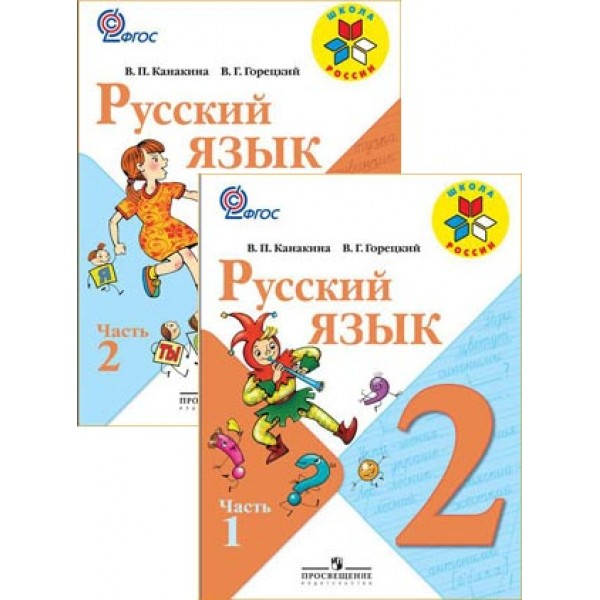 ФГОС
ШКОЛА
РОССИИ
В. П. Канакина В. Г. Горецкий
Русский
ЯЗЫК
Я
ТЫ
Часть
2
ФГОС
ШКОЛА
РОССИИ
В. П. Канакина В. Г. Горецкий
Русский
ЯЗЫК
2
Часть
1
ПРОСВЕЩЕНИЕ
ИЗДАТЕЛЬСТВО